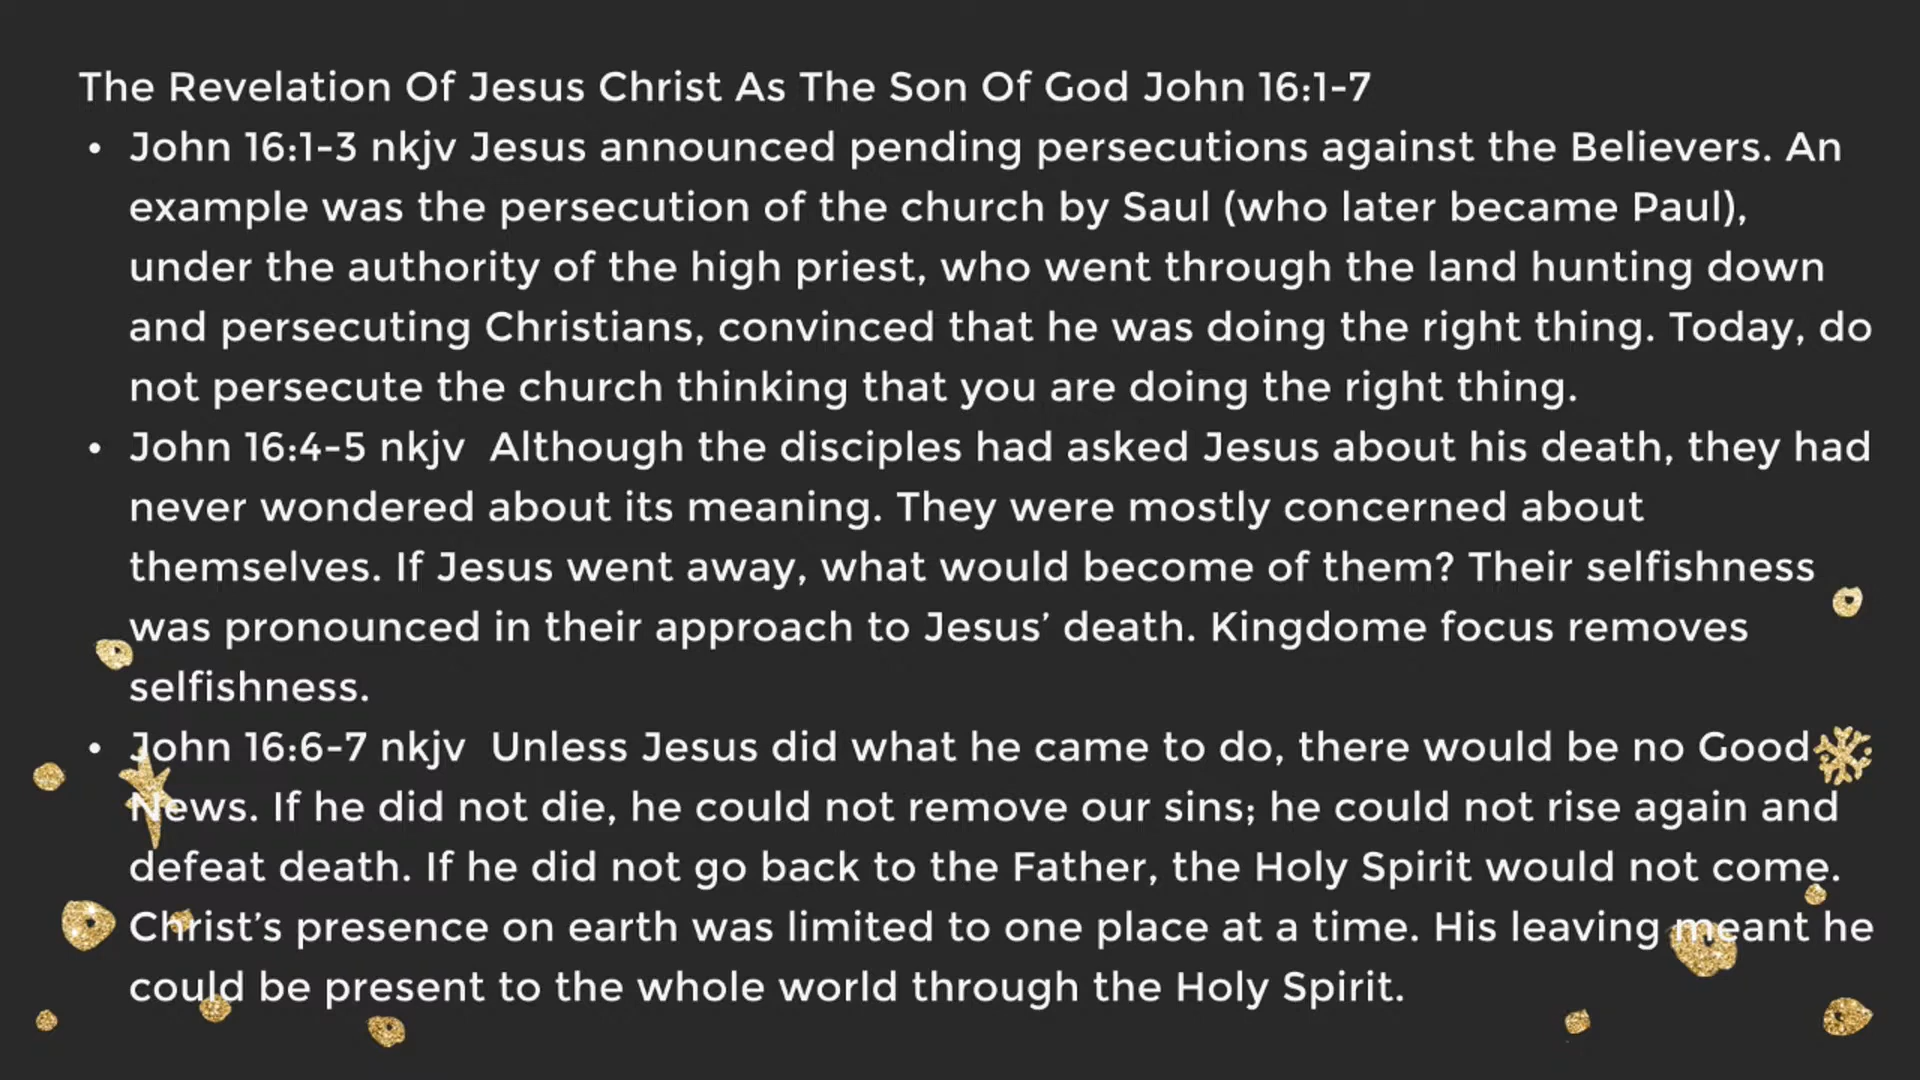 The Revelation Of Jesus Christ As The Son Of God John 16:1-7
• John 16:1-3 nkjv Jesus announced pending persecutions against the Believers. An
example was the persecution of the church by Saul (who later became Paul),
under the authority of the high priest, who went through the land hunting down
and persecuting Christians, convinced that he was doing the right thing. Today, do
not persecute the church thinking that you are doing the right thing.
• John 16:4-5 nkjv  Although the disciples had asked Jesus about his death, they had
never wondered about its meaning. They were mostly concerned about
themselves. If Jesus went away, what would become of them? Their selfishness
was pronounced in their approach to Jesus’ death. Kingdome focus removes
selfishness.
• John 16:6-7 nkjv  Unless Jesus did what he came to do, there would be no Good
News. If he did not die, he could not remove our sins; he could not rise again and
defeat death. If he did not go back to the Father, the Holy Spirit would not come.
Christ’s presence on earth was limited to one place at a time. His leaving meant he
could be present to the whole world through the Holy Spirit.